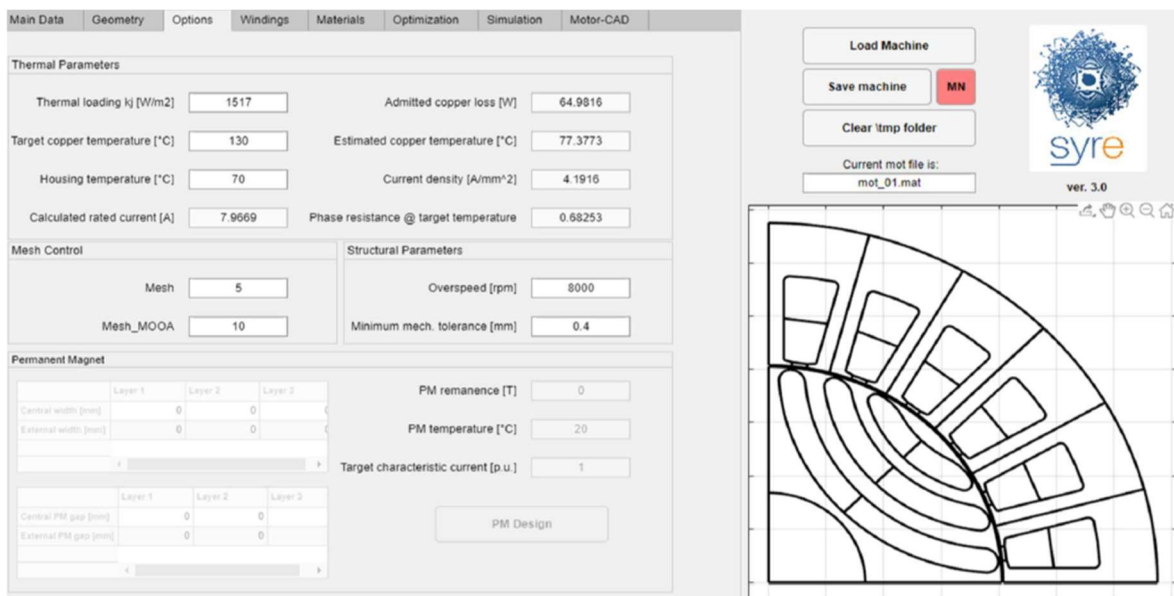 Main Data Geometry Options Windings Materials Optimization Simulation Motor-CAD
Thermal Parameters
Thermal loading kj [W/m2] 1517 Admitted copper loss [W] 64.9816
Target copper temperature [°C] 130 Estimated copper temperature [°C] 77.3773
Housing temperature [°C] 70 Current density [A/mm^2] 4.1916
Calculated rated current [A] 7.9669 Phase resistance @ target temperature 0.68253
Mesh Control Structural Parameters
Mesh 5 Overspeed [rpm] 8000
Mesh_MOOA 10 Minimum mech. tolerance [mm] 0.4
Permanent Magnet
Layer 1 Layer 2 Layer 3
Central width [mm] 0 0
External width [mm] 0 0
PM remanence [T] 0
PM temperature [°C] 20
Target characteristic current [p.u.] 1
Layer 1 Layer 2 Layer 3
Central PM gap [mm] 0 0
External PM gap [mm] 0 0
PM Design
Load Machine
Save machine MN
Clear \tmp folder
Current mot file is:
mot_01.mat
syre
ver. 3.0